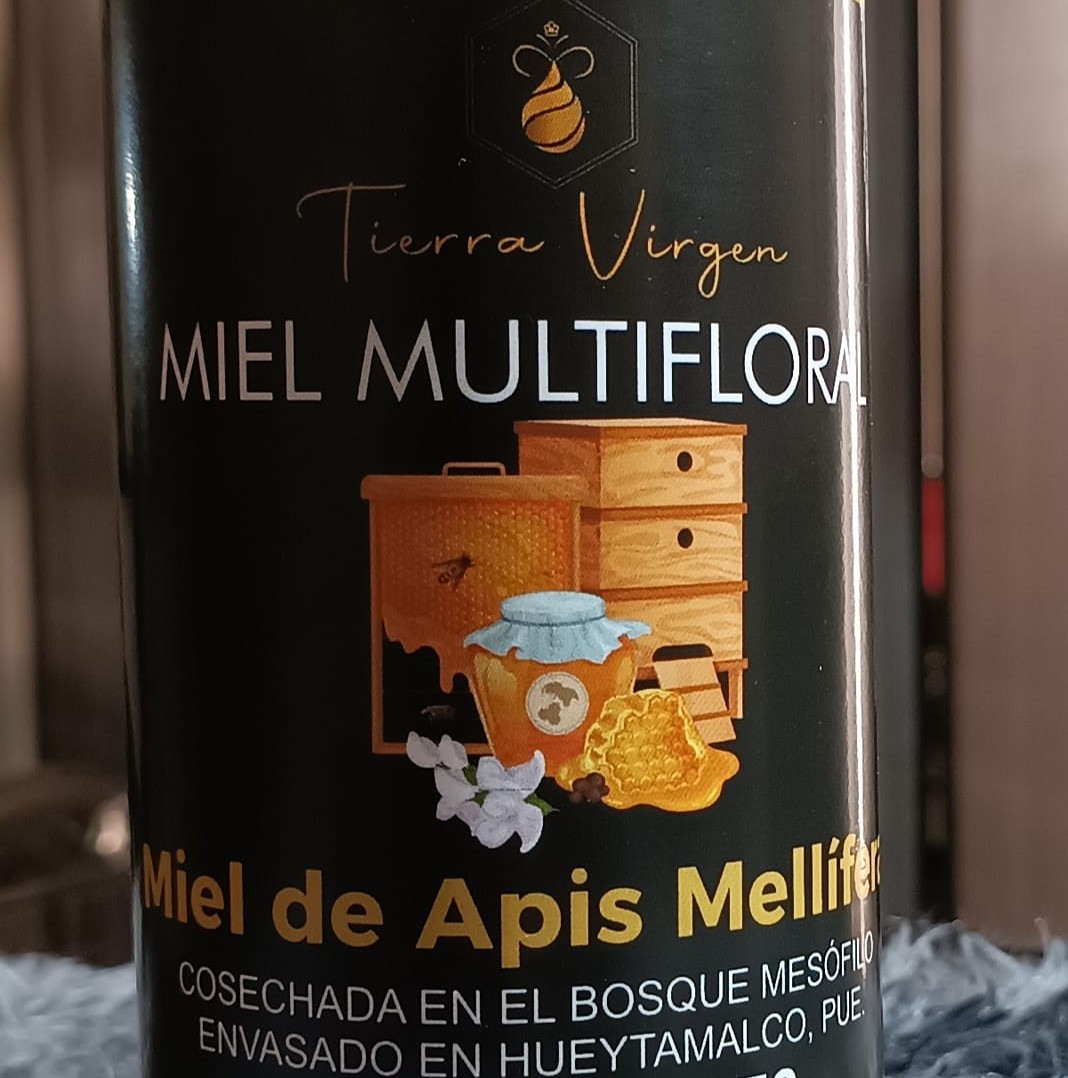 Tierra Virgen
MIEL MULTIFLORAL
Miel de Apis Mellífera
COSECHADA EN EL BOSQUE MESÓFILO
ENVASADO EN HUEYTAMALCO, PUE.